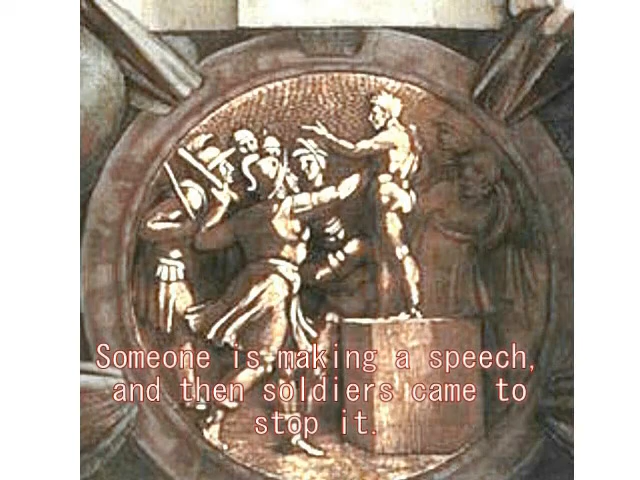 Someone is making a speech,
and then soldiers came to
stop it.